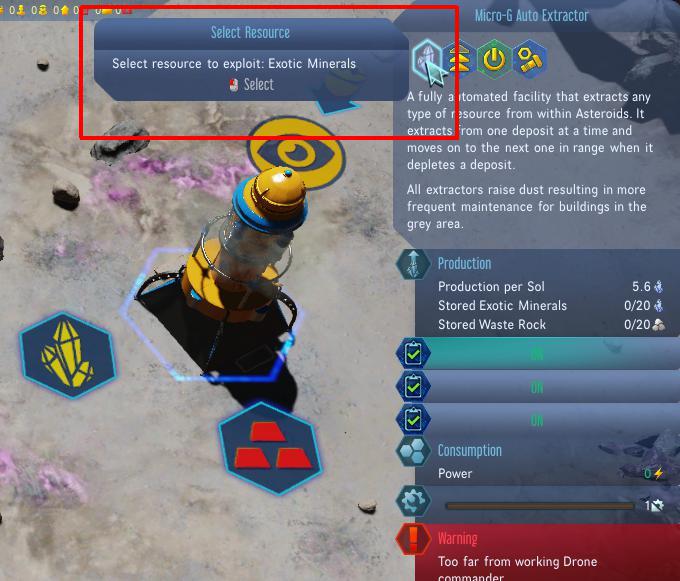 0 0 0 0 0
Select Resource
Select resource to exploit: Exotic Minerals
Select
Micro-G Auto Extractor
A fully automated facility that extracts any
type of resource from within Asteroids. It
extracts from one deposit at a time and
moves on to the next one in range when it
depletes a deposit.
All extractors raise dust resulting in more
frequent maintenance for buildings in the
grey area.
Production
Production per Sol 5.6
Stored Exotic Minerals 0/20
Stored Waste Rock 0/20
ON
ON
ON
Consumption
Power 0
1
Warning
Too far from working Drone
commander